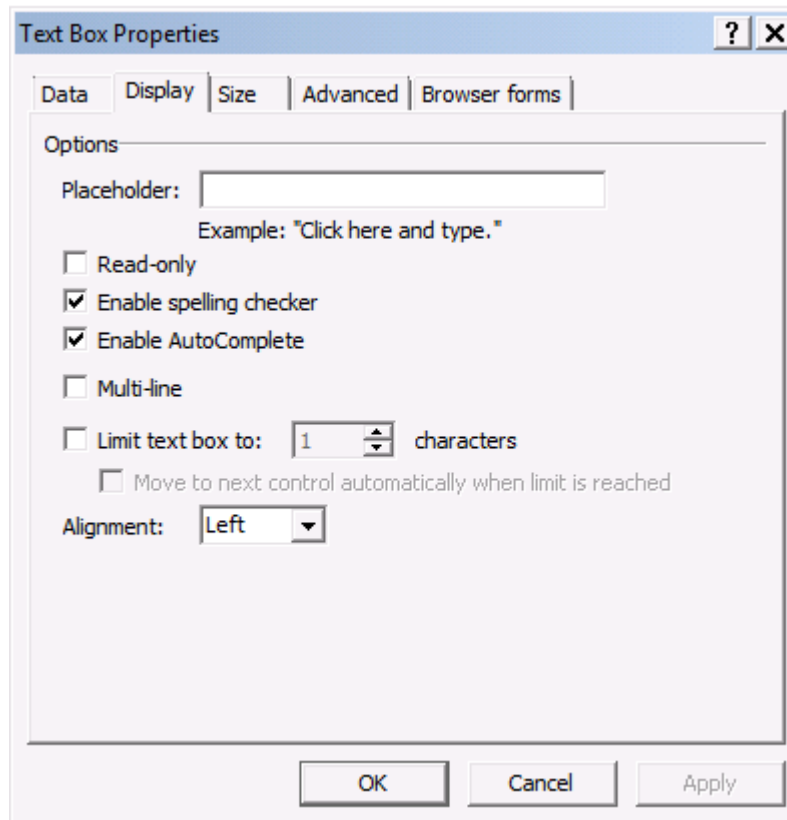 Text Box Properties ?
Data Display Size Advanced Browser forms
Options
Placeholder:
Example: "Click here and type."
Read-only
Enable spelling checker
Enable AutoComplete
Multi-line
Limit text box to: 1 characters
Move to next control automatically when limit is reached
Alignment: Left
OK Cancel Apply